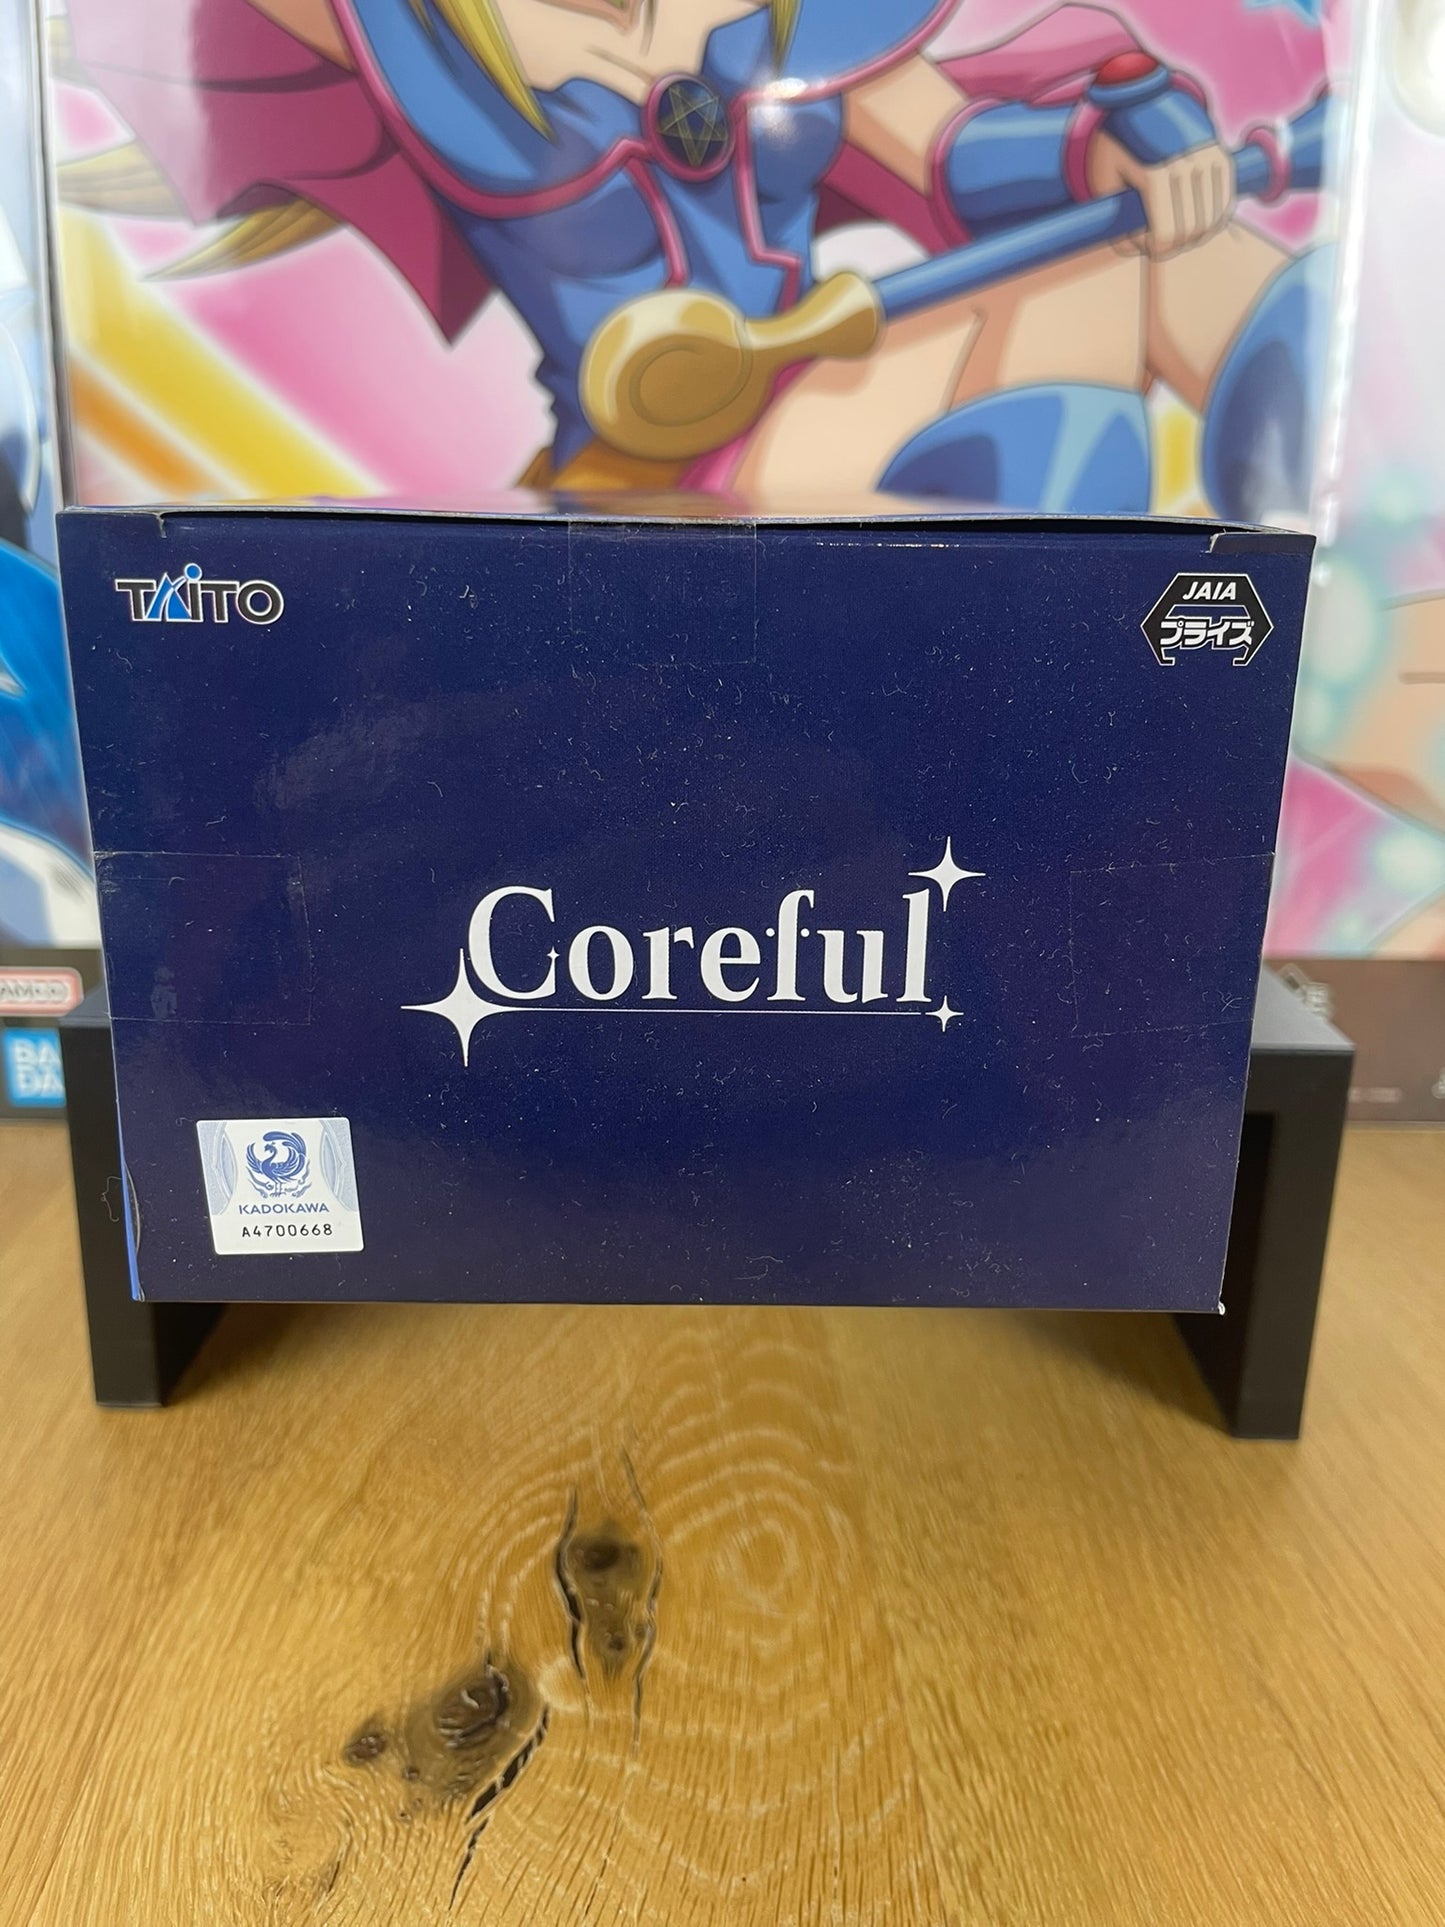 TAITO
JAIA
プライズ
Coreful
KADOKAWA
A4700668